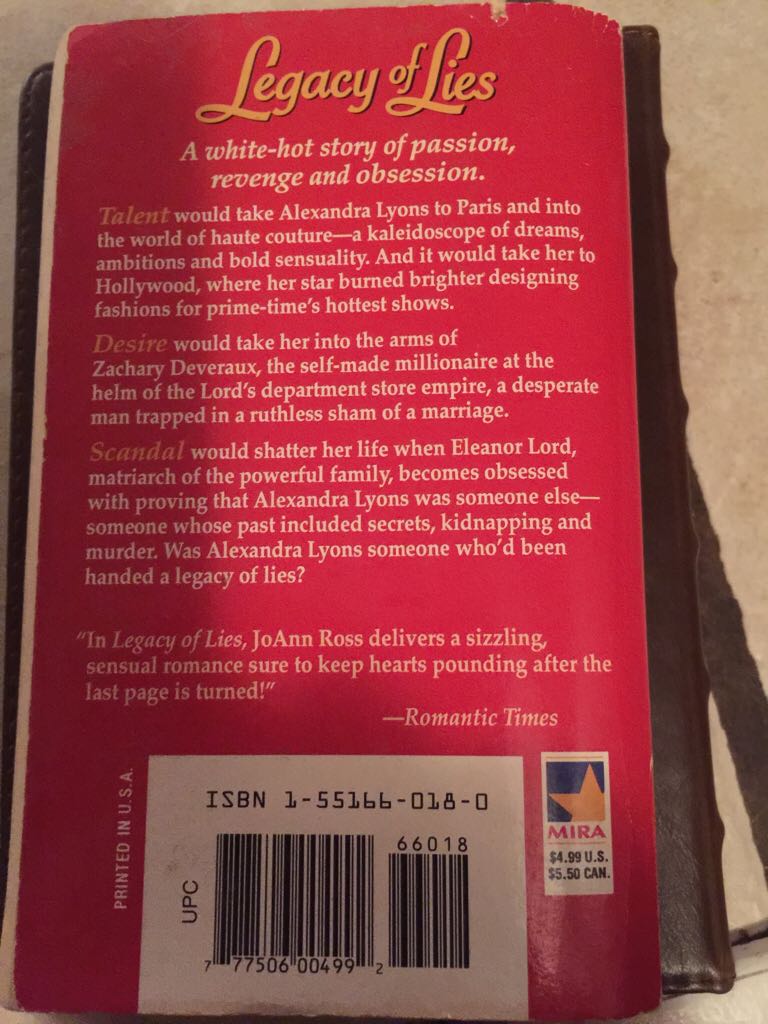 Legacy of Lies
A white-hot story of passion,
revenge and obsession.
Talent would take Alexandra Lyons to Paris and into
the world of haute couture—a kaleidoscope of dreams,
ambitions and bold sensuality. And it would take her to
Hollywood, where her star burned brighter designing
fashions for prime-time's hottest shows.
Desire would take her into the arms of
Zachary Deveraux, the self-made millionaire at the
helm of the Lord's department store empire, a desperate
man trapped in a ruthless sham of a marriage.
Scandal would shatter her life when Eleanor Lord,
matriarch of the powerful family, becomes obsessed
with proving that Alexandra Lyons was someone else—
someone whose past included secrets, kidnapping and
murder. Was Alexandra Lyons someone who'd been
handed a legacy of lies?
"In Legacy of Lies, JoAnn Ross delivers a sizzling,
sensual romance sure to keep hearts pounding after the
last page is turned!"
—Romantic Times
PRINTED IN U.S.A.
ISBN 1-55166-018-0
66018
UPC
7 77506 00499 2
MIRA
$4.99 U.S.
$5.50 CAN.